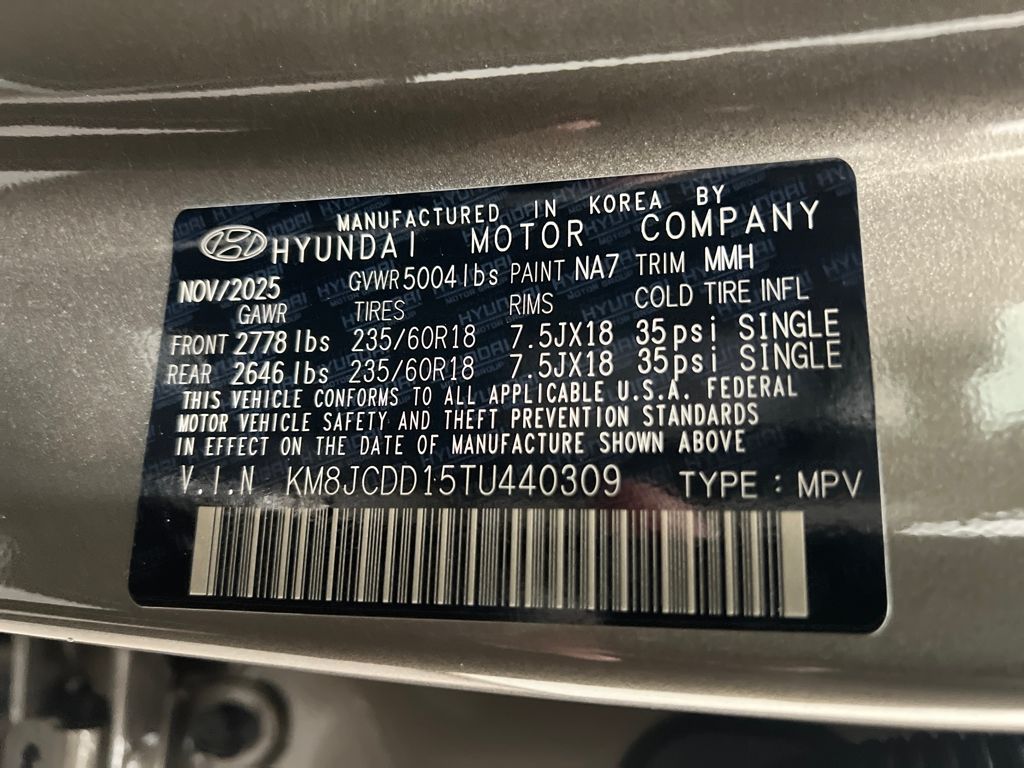 MANUFACTURED IN KOREA BY
HYUNDAI MOTOR COMPANY
NOV/2025 GVWR 5004 lbs PAINT NA7 TRIM MMH
GAWR TIRES RIMS COLD TIRE INFL
FRONT 2778 lbs 235/60R18 7.5JX18 35psi SINGLE
REAR 2646 lbs 235/60R18 7.5JX18 35psi SINGLE
THIS VEHICLE CONFORMS TO ALL APPLICABLE U.S.A. FEDERAL
MOTOR VEHICLE SAFETY AND THEFT PREVENTION STANDARDS
IN EFFECT ON THE DATE OF MANUFACTURE SHOWN ABOVE
V.I.N KM8JCDD15TU440309 TYPE : MPV